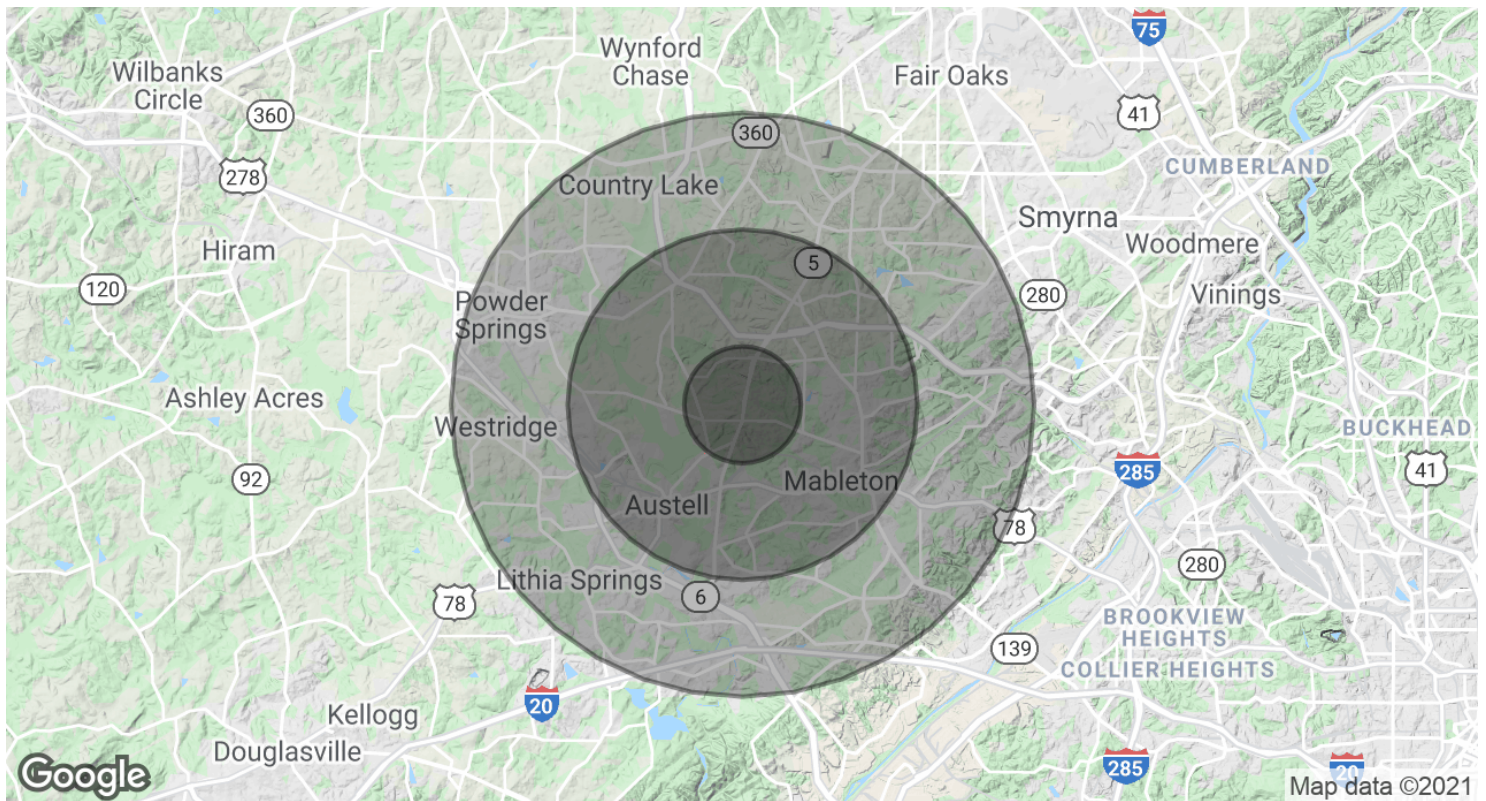 75
Wynford
Chase
Wilbanks
Circle
Fair Oaks
360
41
360
CUMBERLAND
278
Country Lake
Smyrna
Woodmere
Hiram
5
120
280
Vinings
Powder
Springs
Ashley Acres
Westridge
BUCKHEAD
285
41
92
Mableton
Austell
78
280
Lithia Springs
6
78
BROOKVIEW
HEIGHTS
139
COLLIER HEIGHTS
20
Kellogg
Douglasville
285
20
Google
Map data ©2021